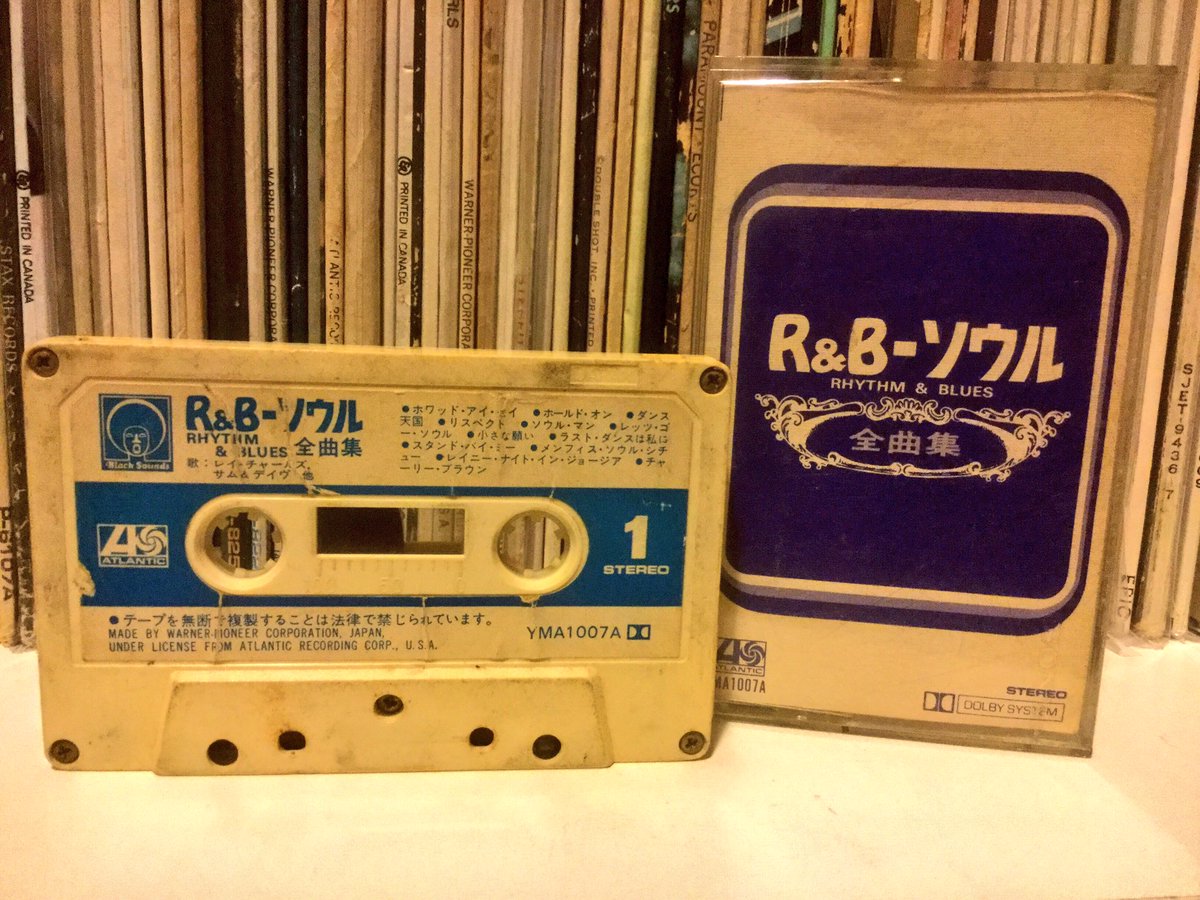 STAX RECORDS
PRINTED IN CANADA
WARNER-PIONEER CORPORA
PRINTED IN CANADA
WARNER-PIONEER CORPORA
DOUBLE SHOT, INC. PRINTED
SJET-9436
EPIC
P-8107A
R&B-ソウル
RHYTHM
& BLUES 全曲集
歌：レイ・チャールズ,
サム&デイヴ, 他
Black Sounds
●ホワッド・アイ・セイ ●ホールド・オン ●ダンス
天国 ●リスペクト ●ソウル・マン ●レッツ・ゴ
ー・ソウル ●小さな願い ●ラスト・ダンスは私に
●スタンド・バイ・ミー ●メンフィス・ソウル・シチ
ュー ●レイニー・ナイト・イン・ジョージア ●チャ
ーリー・ブラウン
ATLANTIC
1
STEREO
●テープを無断で複製することは法律で禁じられています。
MADE BY WARNER-PIONEER CORPORATION, JAPAN,
UNDER LICENSE FROM ATLANTIC RECORDING CORP., U.S.A.
YMA1007A
R&B-ソウル
RHYTHM & BLUES
全曲集
ATLANTIC
MA1007A
STEREO
DOLBY SYSTEM